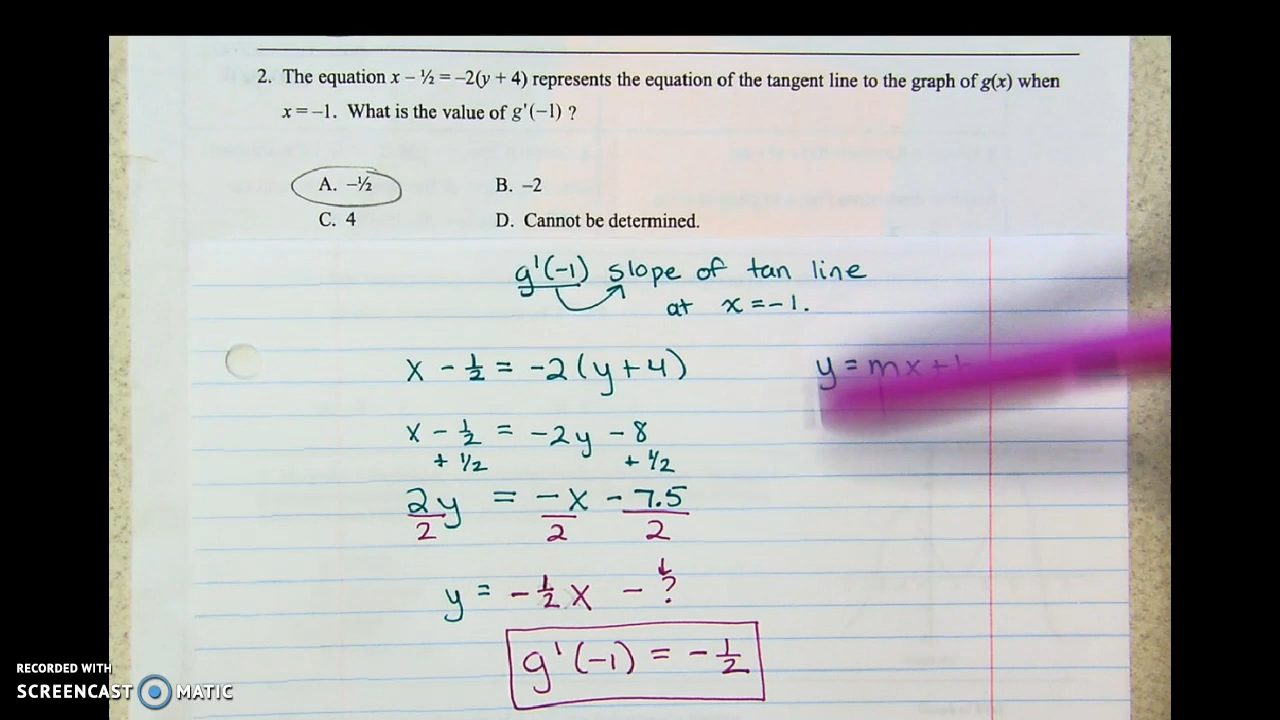 2. The equation x – ½ = –2(y + 4) represents the equation of the tangent line to the graph of g(x) when
x = –1. What is the value of g'(–1) ?
A. –½ B. –2
C. 4 D. Cannot be determined.
g'(-1) slope of tan line
at x = -1.
x - 1/2 = -2(y+4) y = mx +
x - 1/2 = -2y - 8
+ 1/2 + 1/2
2y = -x - 7.5
2 2 2
y = -1/2 x - ?
g'(-1) = -1/2
RECORDED WITH
SCREENCAST MATIC